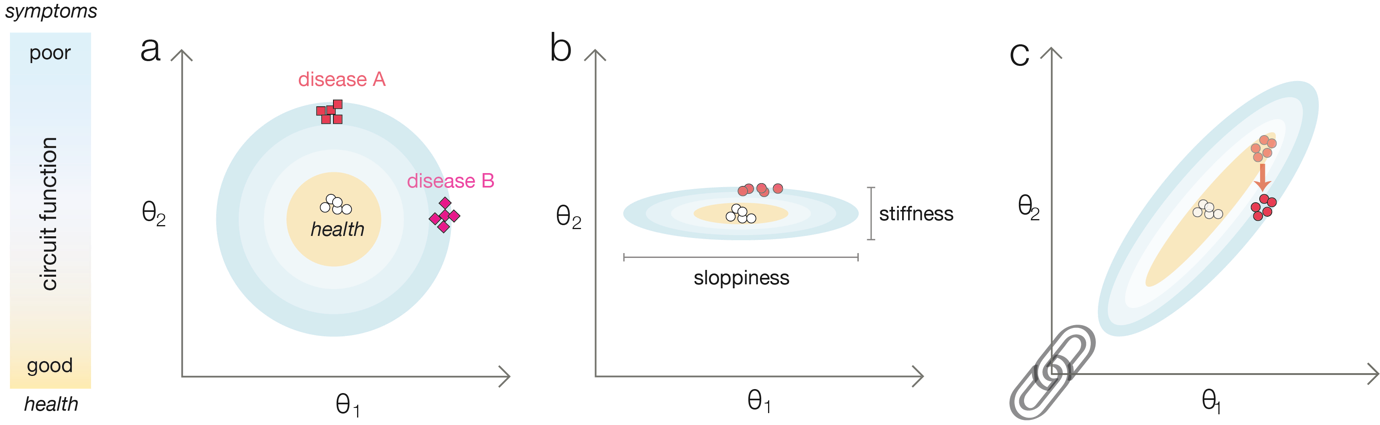 symptoms
poor
circuit function
good
health
a
disease A
disease B
health
θ2
θ1
b
θ2
stiffness
sloppiness
θ1
c
θ2
θ1